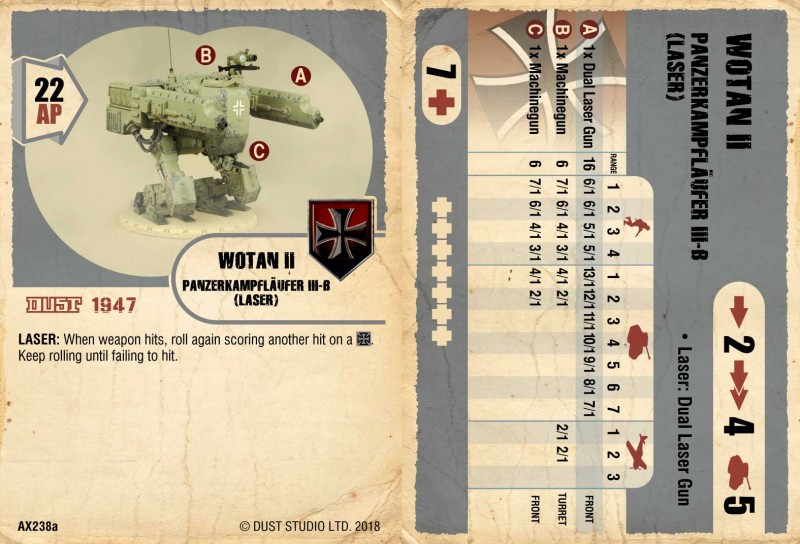 22
AP
B
A
C
WOTAN II
PANZERKAMPFLÄUFER III-B
(LASER)
DUST 1947
LASER: When weapon hits, roll again scoring another hit on a .
Keep rolling until failing to hit.
AX238a
© DUST STUDIO LTD. 2018
WOTAN II
PANZERKAMPFLÄUFER III-B
(LASER)
2 4 5
• Laser: Dual Laser Gun
RANGE 1 2 3 4 1 2 3 4 5 6 7 1 2 3
A 1x Dual Laser Gun 16 6/1 6/1 5/1 5/1 13/1 12/1 11/1 10/1 9/1 8/1 7/1 FRONT
B 1x Machinegun 6 7/1 6/1 4/1 3/1 4/1 2/1 2/1 2/1 TURRET
C 1x Machinegun 6 7/1 6/1 4/1 3/1 4/1 2/1 FRONT
7